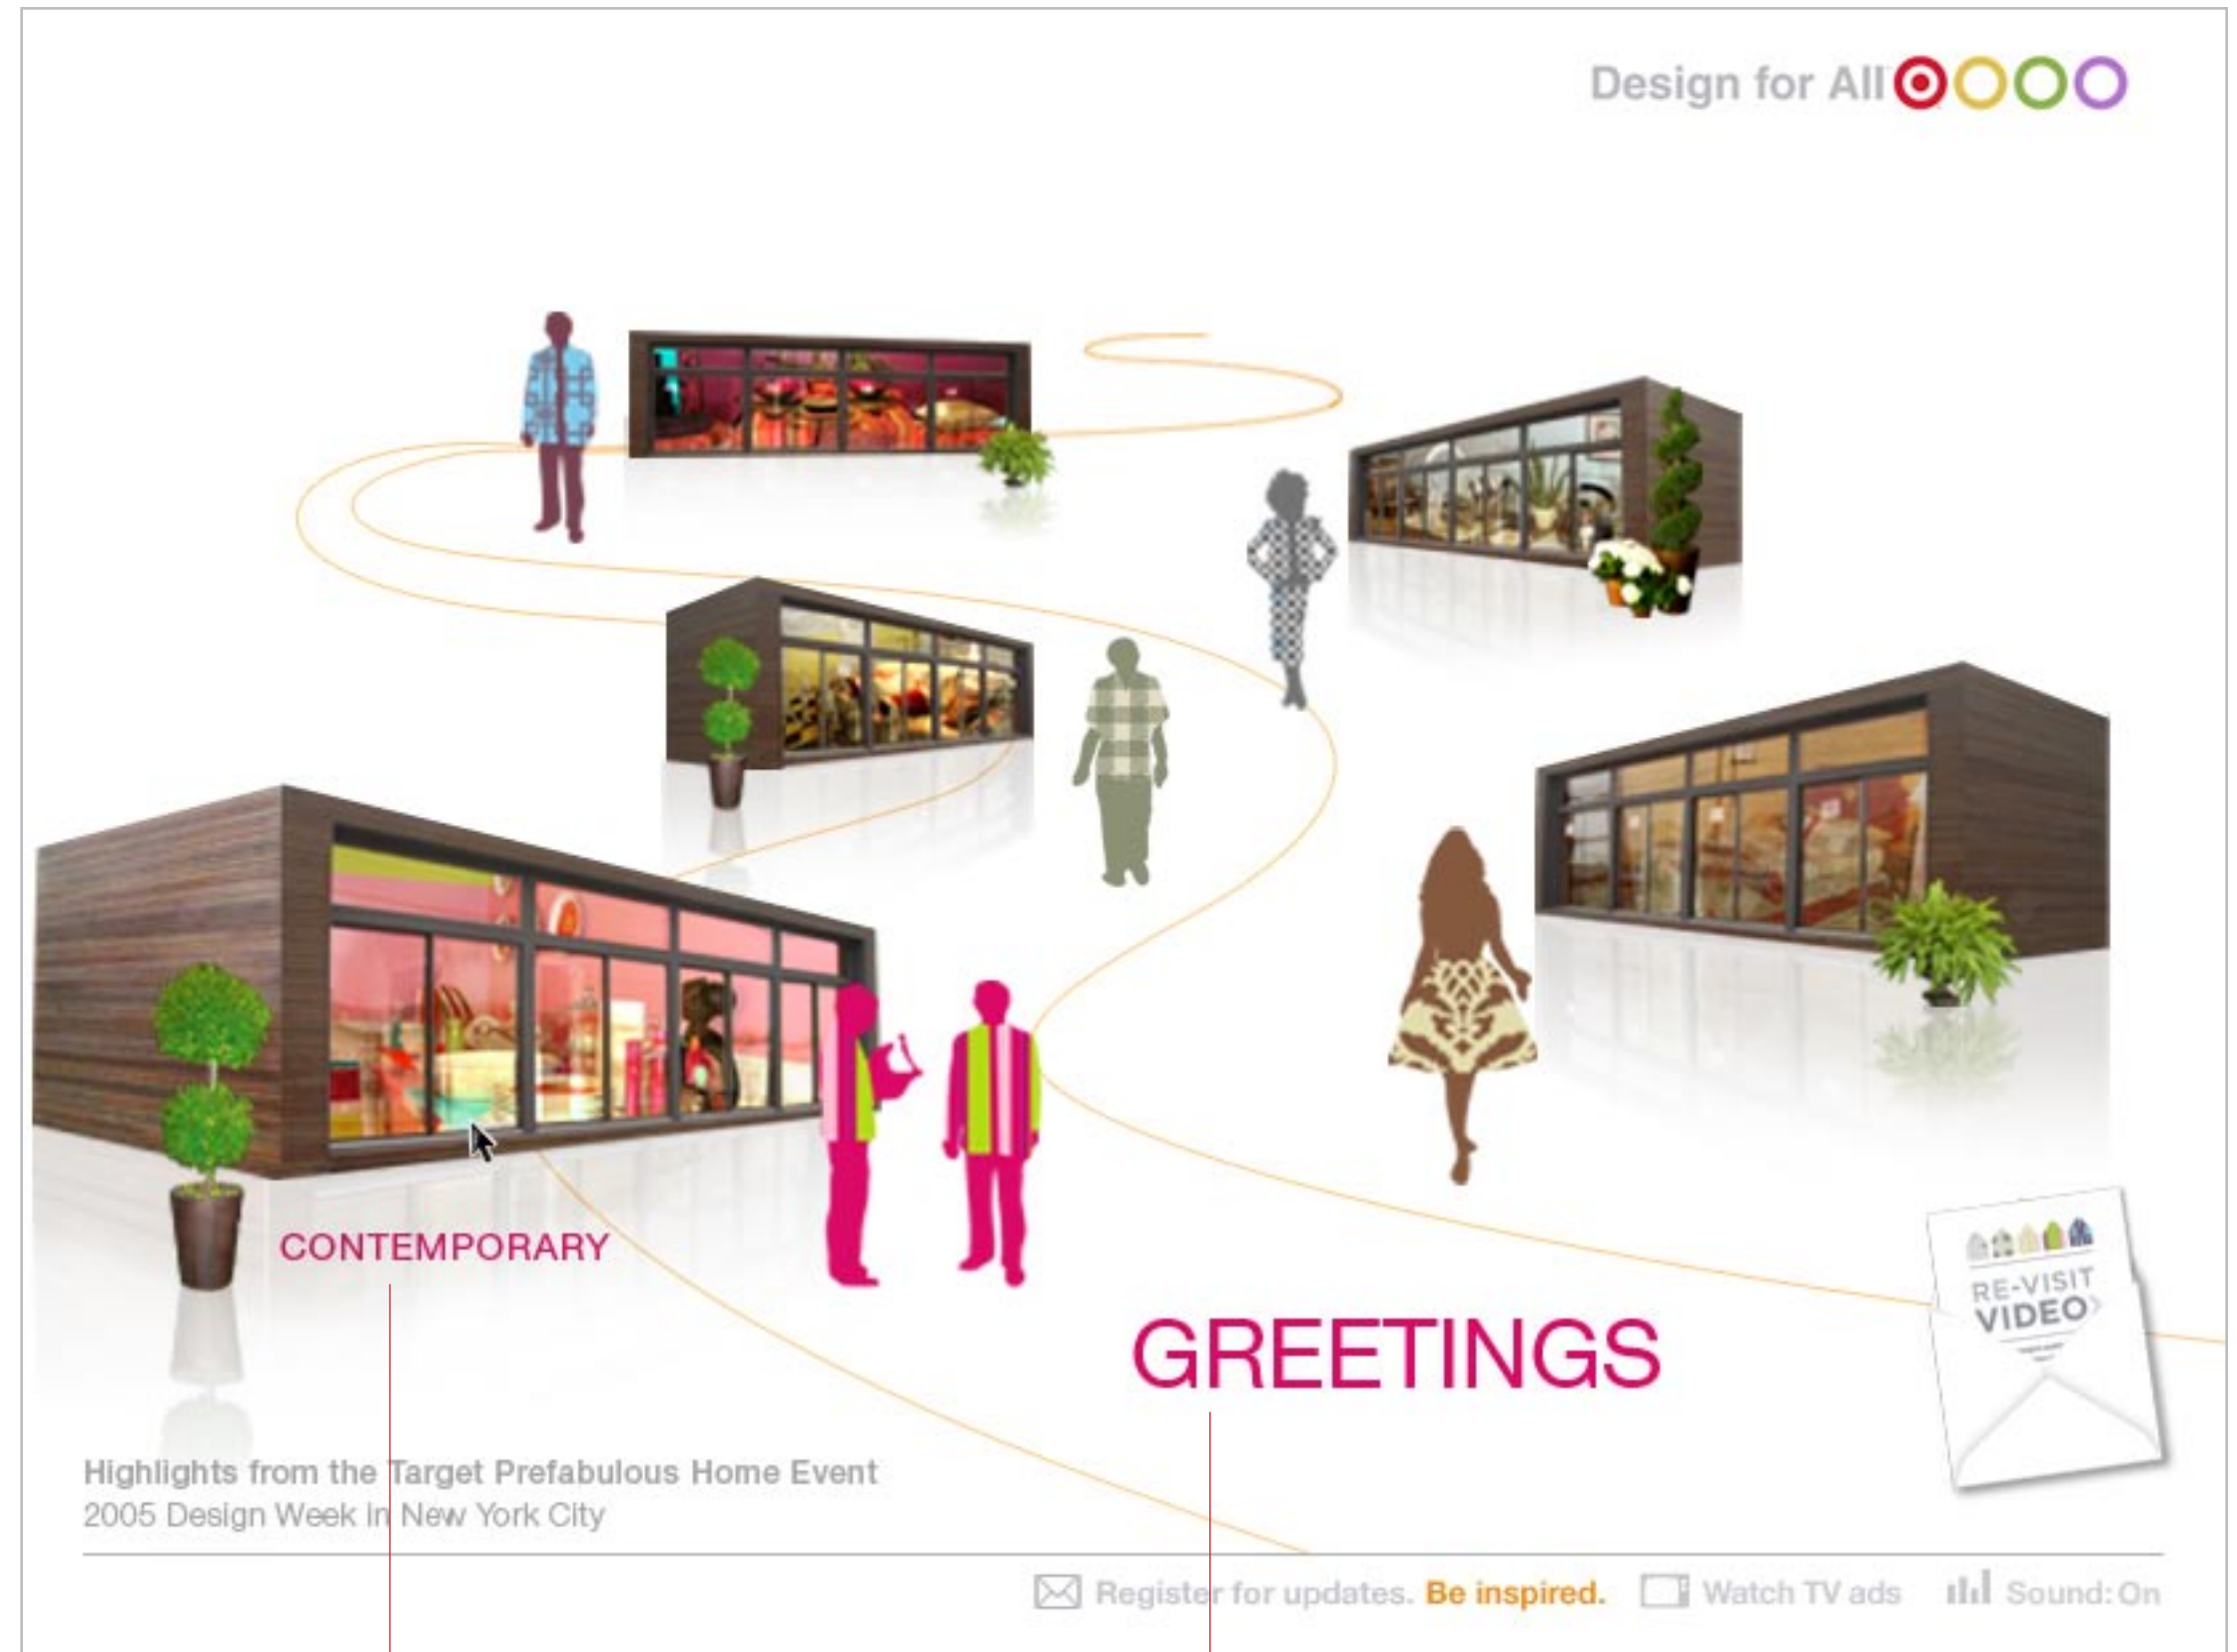 Design for All
CONTEMPORARY
GREETINGS
RE-VISIT
VIDEO
Highlights from the Target Prefabulous Home Event
2005 Design Week in New York City
Register for updates. Be inspired.
Watch TV ads
Sound: On